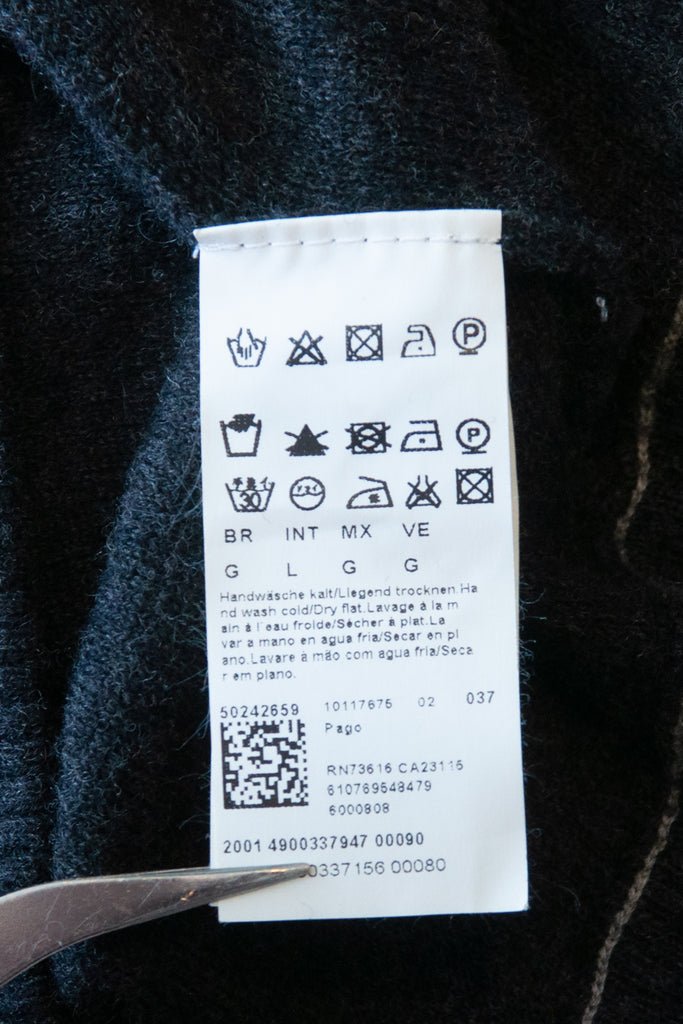 P
P
30
BR INT MX VE
G L G G
Handwäsche kalt/Liegend trocknen.Ha
nd wash cold/Dry flat.Lavage à la m
ain à l'eau froide/Sécher à plat.La
var a mano en agua fria/Secar en pl
ano.Lavare à mão com agua fria/Seca
r em plano.
50242659 10117675 02 037
Pago
RN73616 CA23115
610769548479
6000808
2001 4900337947 00090
0337156 00080